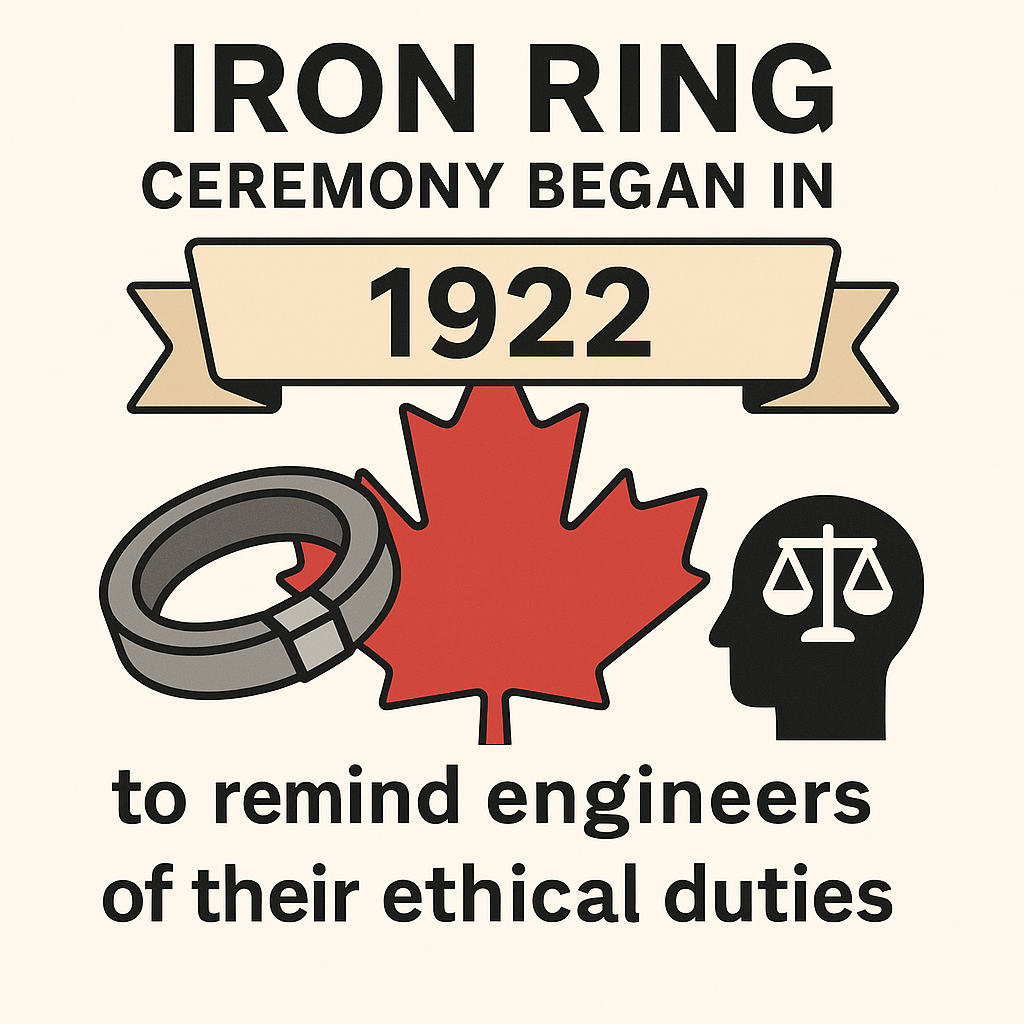 IRON RING
CEREMONY BEGAN IN
1922
to remind engineers
of their ethical duties